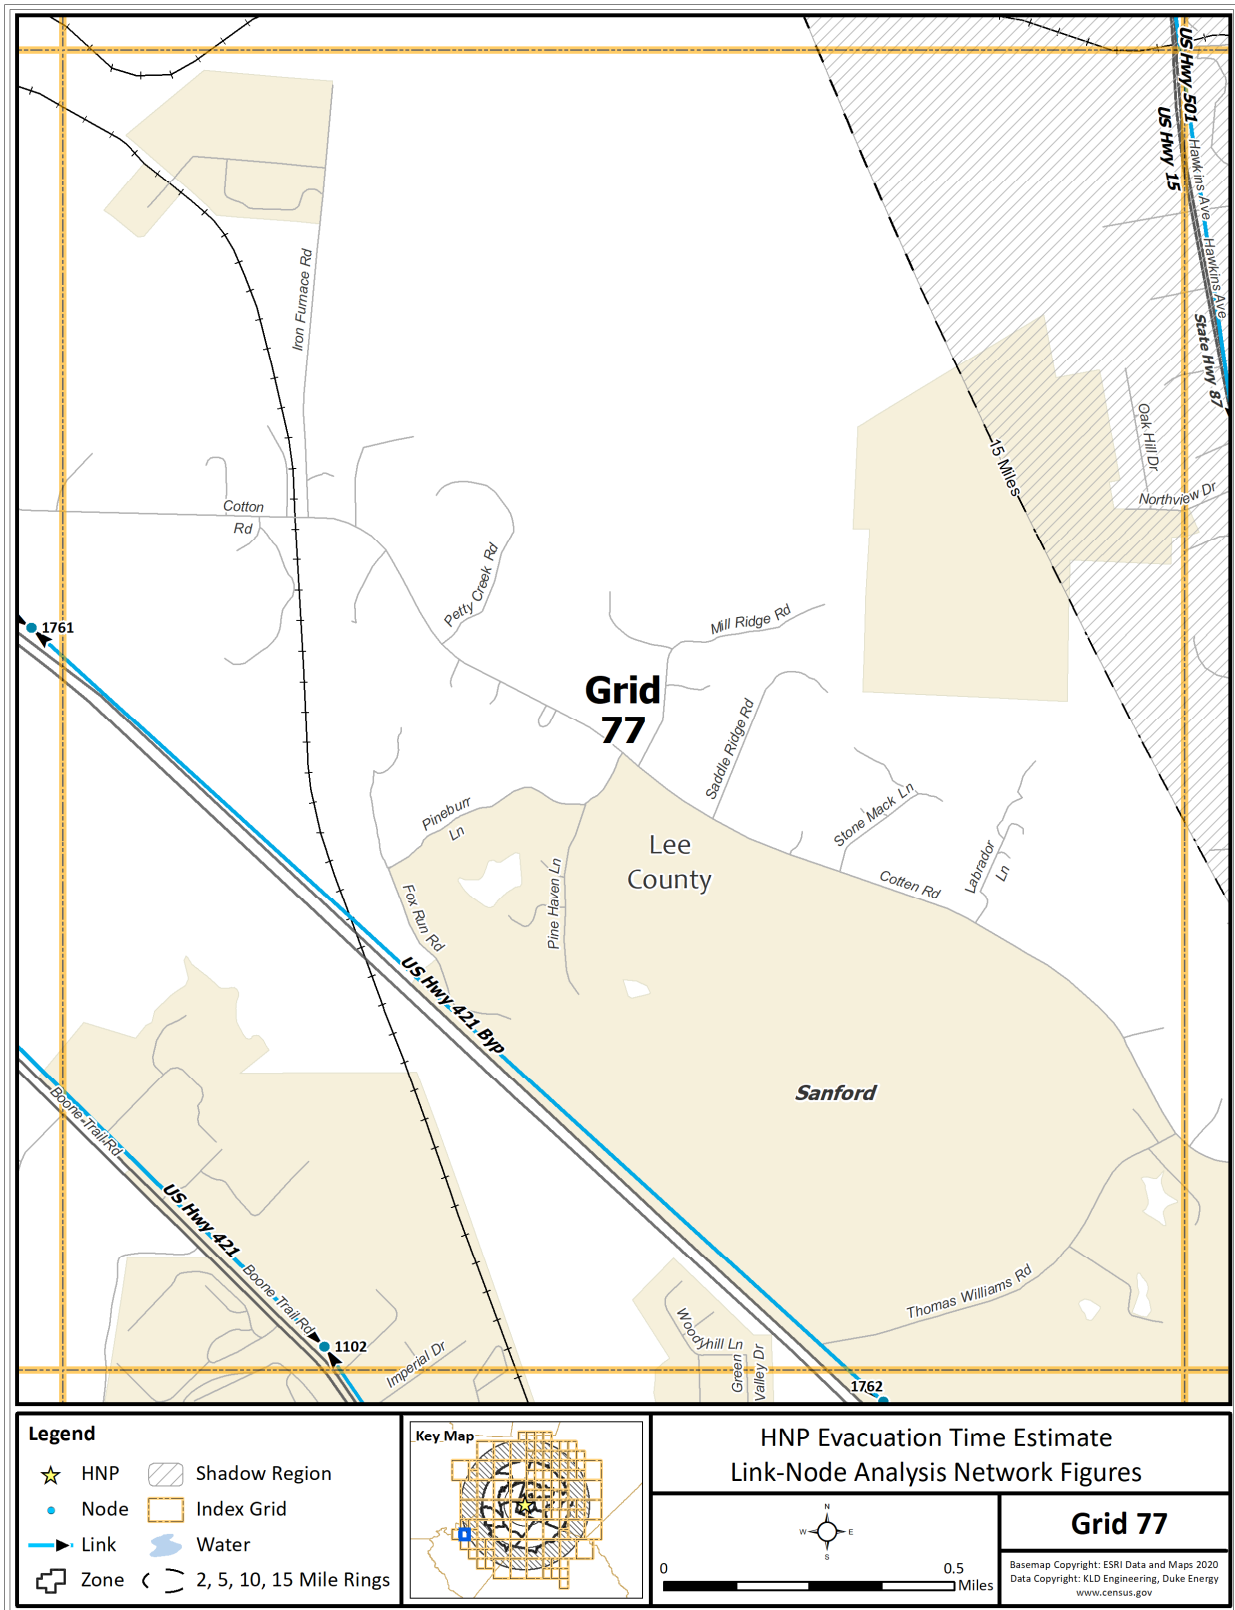 US Hwy 501
US Hwy 15
Hawkins Ave
Hawkins Ave
State Hwy 87
Iron Furnace Rd
15 Miles
Oak Hill Dr
Northview Dr
Cotton
Rd
Petty Creek Rd
Mill Ridge Rd
1761
Grid
77
Saddle Ridge Rd
Stone Mack Ln
Pineburr
Ln
Lee
County
Labrador
Ln
Cotten Rd
Pine Haven Ln
Fox Run Rd
US Hwy 421 Byp
Sanford
Boone Trail Rd
US Hwy 421
Boone Trail Rd
1102
Imperial Dr
Woodhill Ln
Green
Valley Dr
Thomas Williams Rd
1762
Legend
HNP
Shadow Region
Node
Index Grid
Link
Water
Zone
2, 5, 10, 15 Mile Rings
Key Map
HNP Evacuation Time Estimate
Link-Node Analysis Network Figures
N
W
E
S
0
0.5
Miles
Grid 77
Basemap Copyright: ESRI Data and Maps 2020
Data Copyright: KLD Engineering, Duke Energy
www.census.gov